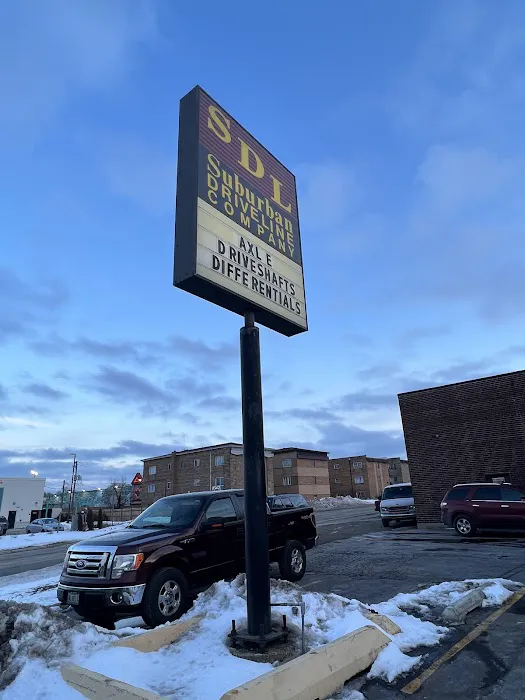 SDL
Suburban
DRIVELINE
COMPANY
AXLE
DRIVESHAFTS
DIFFERENTIALS